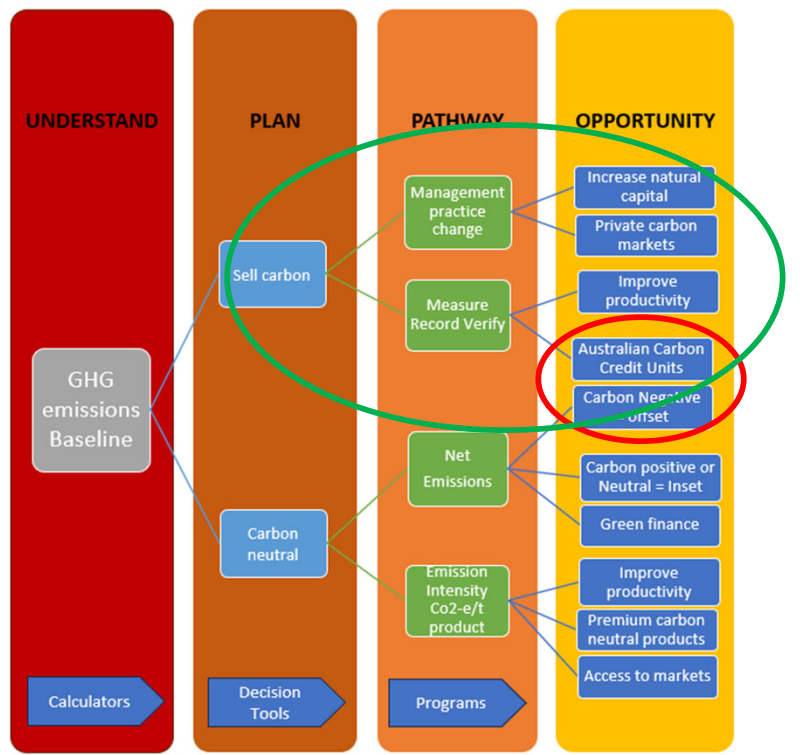 UNDERSTAND
PLAN
PATHWAY
OPPORTUNITY
GHG
emissions
Baseline
Sell carbon
Carbon
neutral
Management
practice
change
Measure
Record Verify
Net
Emissions
Emission
Intensity
Co2-e/t
product
Increase natural
capital
Private carbon
markets
Improve
productivity
Australian Carbon
Credit Units
Carbon Negative
offset
Carbon positive or
Neutral = Inset
Green finance
Improve
productivity
Premium carbon
neutral products
Access to markets
Calculators
Decision
Tools
Programs